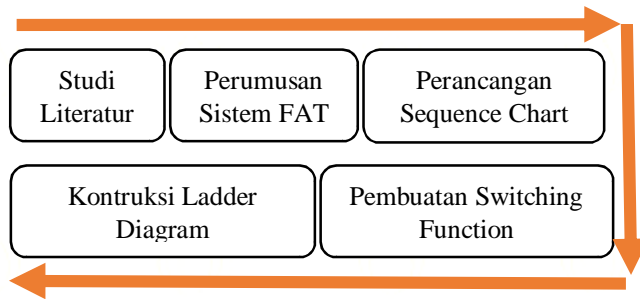 Studi
Literatur
Perumusan
Sistem FAT
Perancangan
Sequence Chart
Kontruksi Ladder
Diagram
Pembuatan Switching
Function